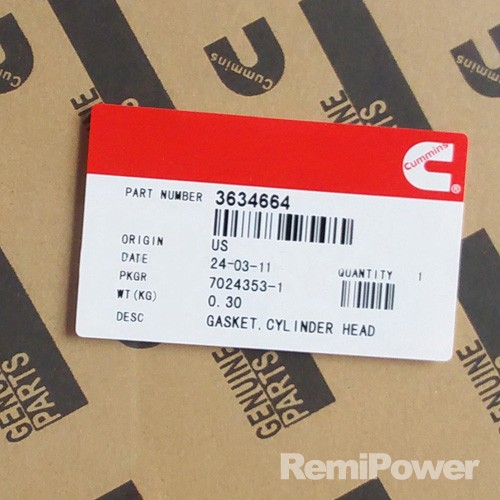 Cummins
Cummins
GENUINE
PARTS
Cummins
Cummins
®
PART NUMBER 3634664
ORIGIN US
DATE 24-03-11
QUANTITY 1
PKGR 7024353-1
WT(KG) 0.30
DESC GASKET,CYLINDER HEAD
GENUINE
PARTS
GENUINE
PARTS
GENUINE
RemiPower